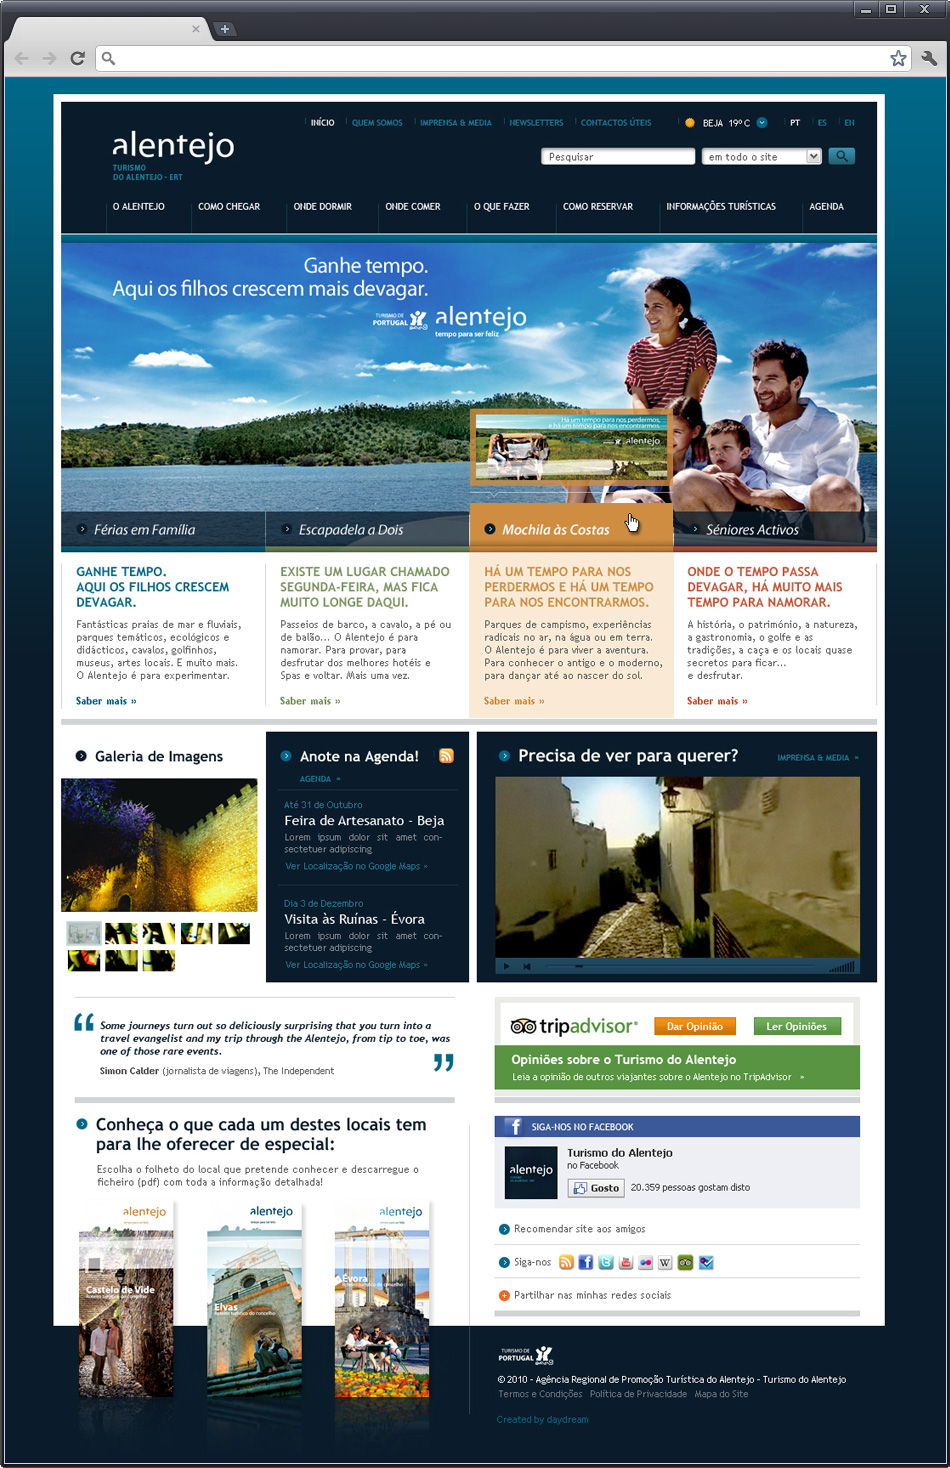 INÍCIO QUEM SOMOS IMPRENSA & MEDIA NEWSLETTERS CONTACTOS ÚTEIS BEJA 19º C PT ES EN
alentejo
TURISMO
DO ALENTEJO - ERT
Pesquisar em todo o site
O ALENTEJO COMO CHEGAR ONDE DORMIR ONDE COMER O QUE FAZER COMO RESERVAR INFORMAÇÕES TURÍSTICAS AGENDA
Ganhe tempo.
Aqui os filhos crescem mais devagar.
TURISMO DE
PORTUGAL alentejo
tempo para ser feliz
Há um tempo para nos perdermos,
e há um tempo para nos encontrarmos.
alentejo
Férias em Família Escapadela a Dois Mochila às Costas Séniores Activos
GANHE TEMPO.
AQUI OS FILHOS CRESCEM
DEVAGAR.
Fantásticas praias de mar e fluviais,
parques temáticos, ecológicos e
didácticos, cavalos, golfinhos,
museus, artes locais. E muito mais.
O Alentejo é para experimentar.
Saber mais »
EXISTE UM LUGAR CHAMADO
SEGUNDA-FEIRA, MAS FICA
MUITO LONGE DAQUI.
Passeios de barco, a cavalo, a pé ou
de balão... O Alentejo é para
namorar. Para provar, para
desfrutar dos melhores hotéis e
Spas e voltar. Mais uma vez.
Saber mais »
HÁ UM TEMPO PARA NOS
PERDERMOS E HÁ UM TEMPO
PARA NOS ENCONTRARMOS.
Parques de campismo, experiências
radicais no ar, na água ou em terra.
O Alentejo é para viver a aventura.
Para conhecer o antigo e o moderno,
para dançar até ao nascer do sol.
Saber mais »
ONDE O TEMPO PASSA
DEVAGAR, HÁ MUITO MAIS
TEMPO PARA NAMORAR.
A história, o património, a natureza,
a gastronomia, o golfe e as
tradições, a caça e os locais quase
secretos para ficar...
e desfrutar.
Saber mais »
Galeria de Imagens
Anote na Agenda!
AGENDA »
Até 31 de Outubro
Feira de Artesanato - Beja
Lorem ipsum dolor sit amet con-
sectetuer adipiscing
Ver Localização no Google Maps »
Dia 3 de Dezembro
Visita às Ruínas - Évora
Lorem ipsum dolor sit amet con-
sectetuer adipiscing
Ver Localização no Google Maps »
Precisa de ver para querer? IMPRENSA & MEDIA »
“ Some journeys turn out so deliciously surprising that you turn into a
travel evangelist and my trip through the Alentejo, from tip to toe, was
one of those rare events. ”
Simon Calder (jornalista de viagens), The Independent
tripadvisor® Dar Opinião Ler Opiniões
Opiniões sobre o Turismo do Alentejo
Leia a opinião de outros viajantes sobre o Alentejo no TripAdvisor »
Conheça o que cada um destes locais tem
para lhe oferecer de especial:
Escolha o folheto do local que pretende conhecer e descarregue o
ficheiro (pdf) com toda a informação detalhada!
alentejo
Castelo de Vide
Roteiro turístico do concelho
alentejo
Elvas
Roteiro turístico do concelho
alentejo
Évora
Roteiro turístico do concelho
f SIGA-NOS NO FACEBOOK
alentejo
Turismo do Alentejo
no Facebook
Gosto 20.359 pessoas gostam disto
Recomendar site aos amigos
Siga-nos
Partilhar nas minhas redes sociais
TURISMO DE
PORTUGAL
© 2010 - Agência Regional de Promoção Turística do Alentejo - Turismo do Alentejo
Termos e Condições Política de Privacidade Mapa do Site
Created by daydream